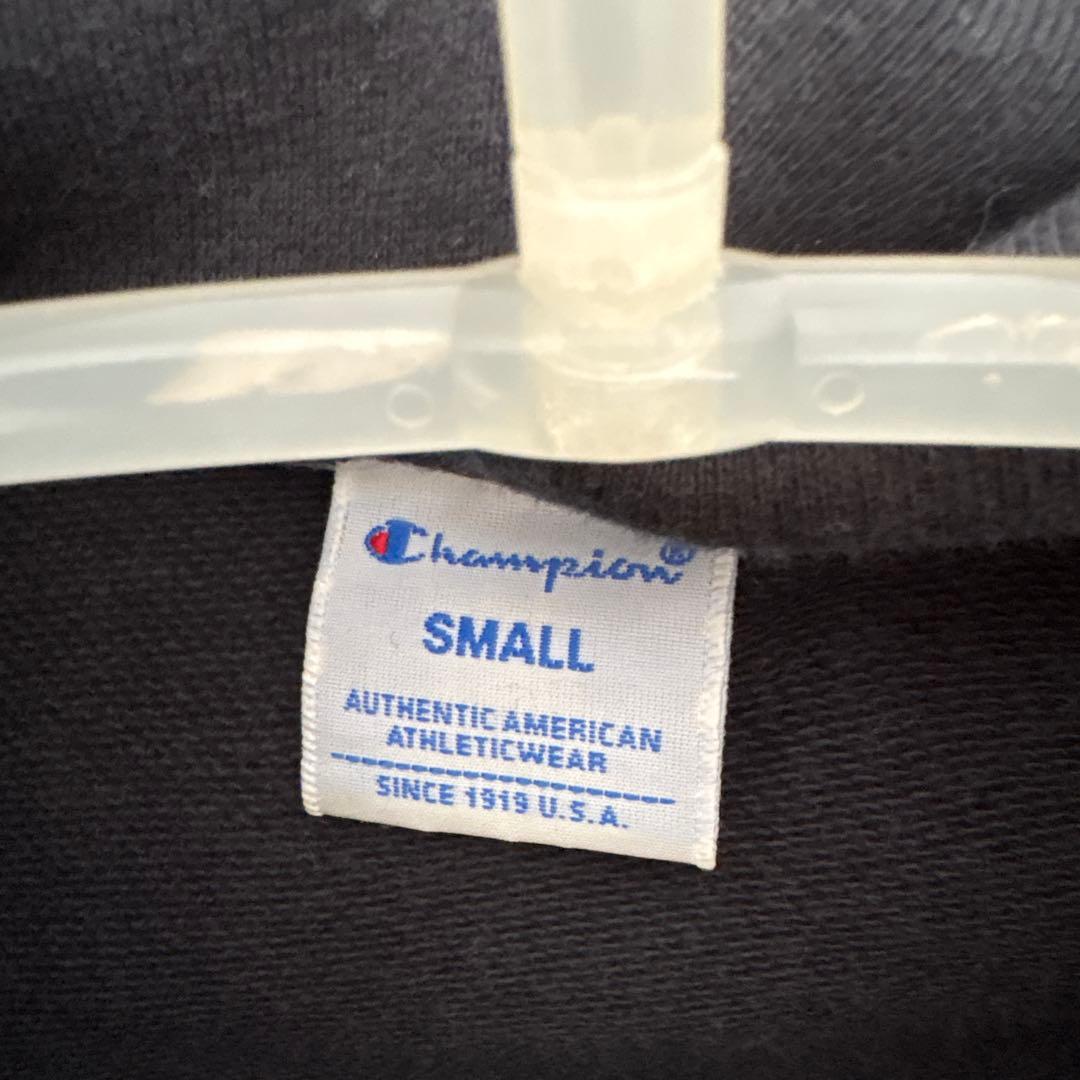 Champion®
SMALL
AUTHENTIC AMERICAN
ATHLETICWEAR
SINCE 1919 U.S.A.